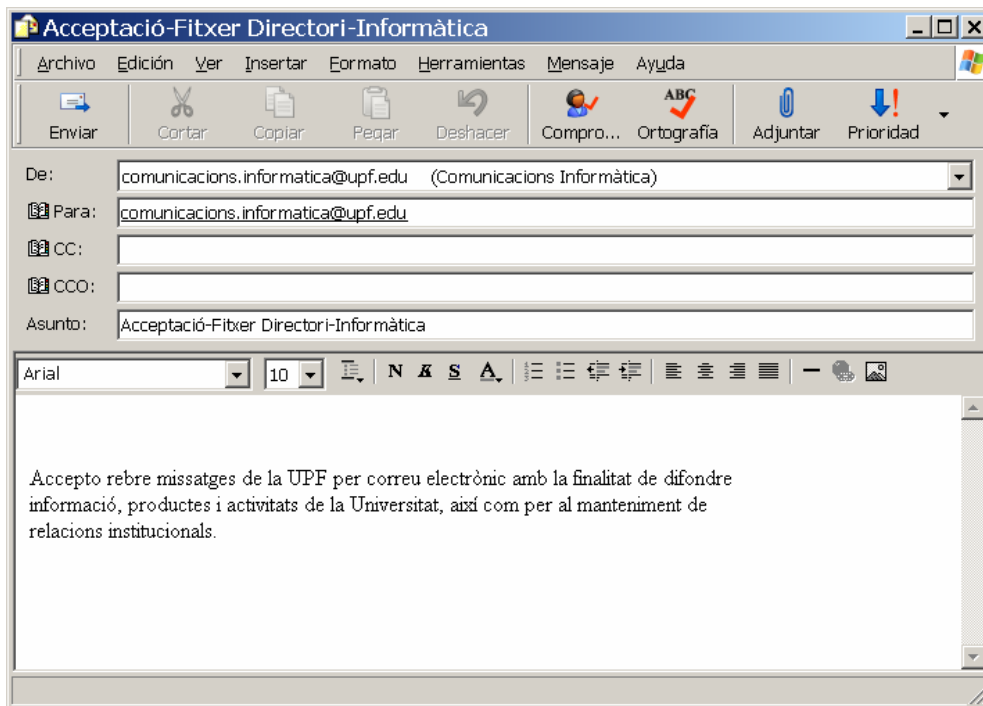 Acceptació-Fitxer Directori-Informàtica
Archivo Edición Ver Insertar Formato Herramientas Mensaje Ayuda
Enviar Cortar Copiar Pegar Deshacer Compro... ABC Ortografía Adjuntar Prioridad
De: comunicacions.informatica@upf.edu (Comunicacions Informàtica)
Para: comunicacions.informatica@upf.edu
CC:
CCO:
Asunto: Acceptació-Fitxer Directori-Informàtica
Arial 10 N K S A
Accepto rebre missatges de la UPF per correu electrònic amb la finalitat de difondre
informació, productes i activitats de la Universitat, així com per al manteniment de
relacions institucionals.